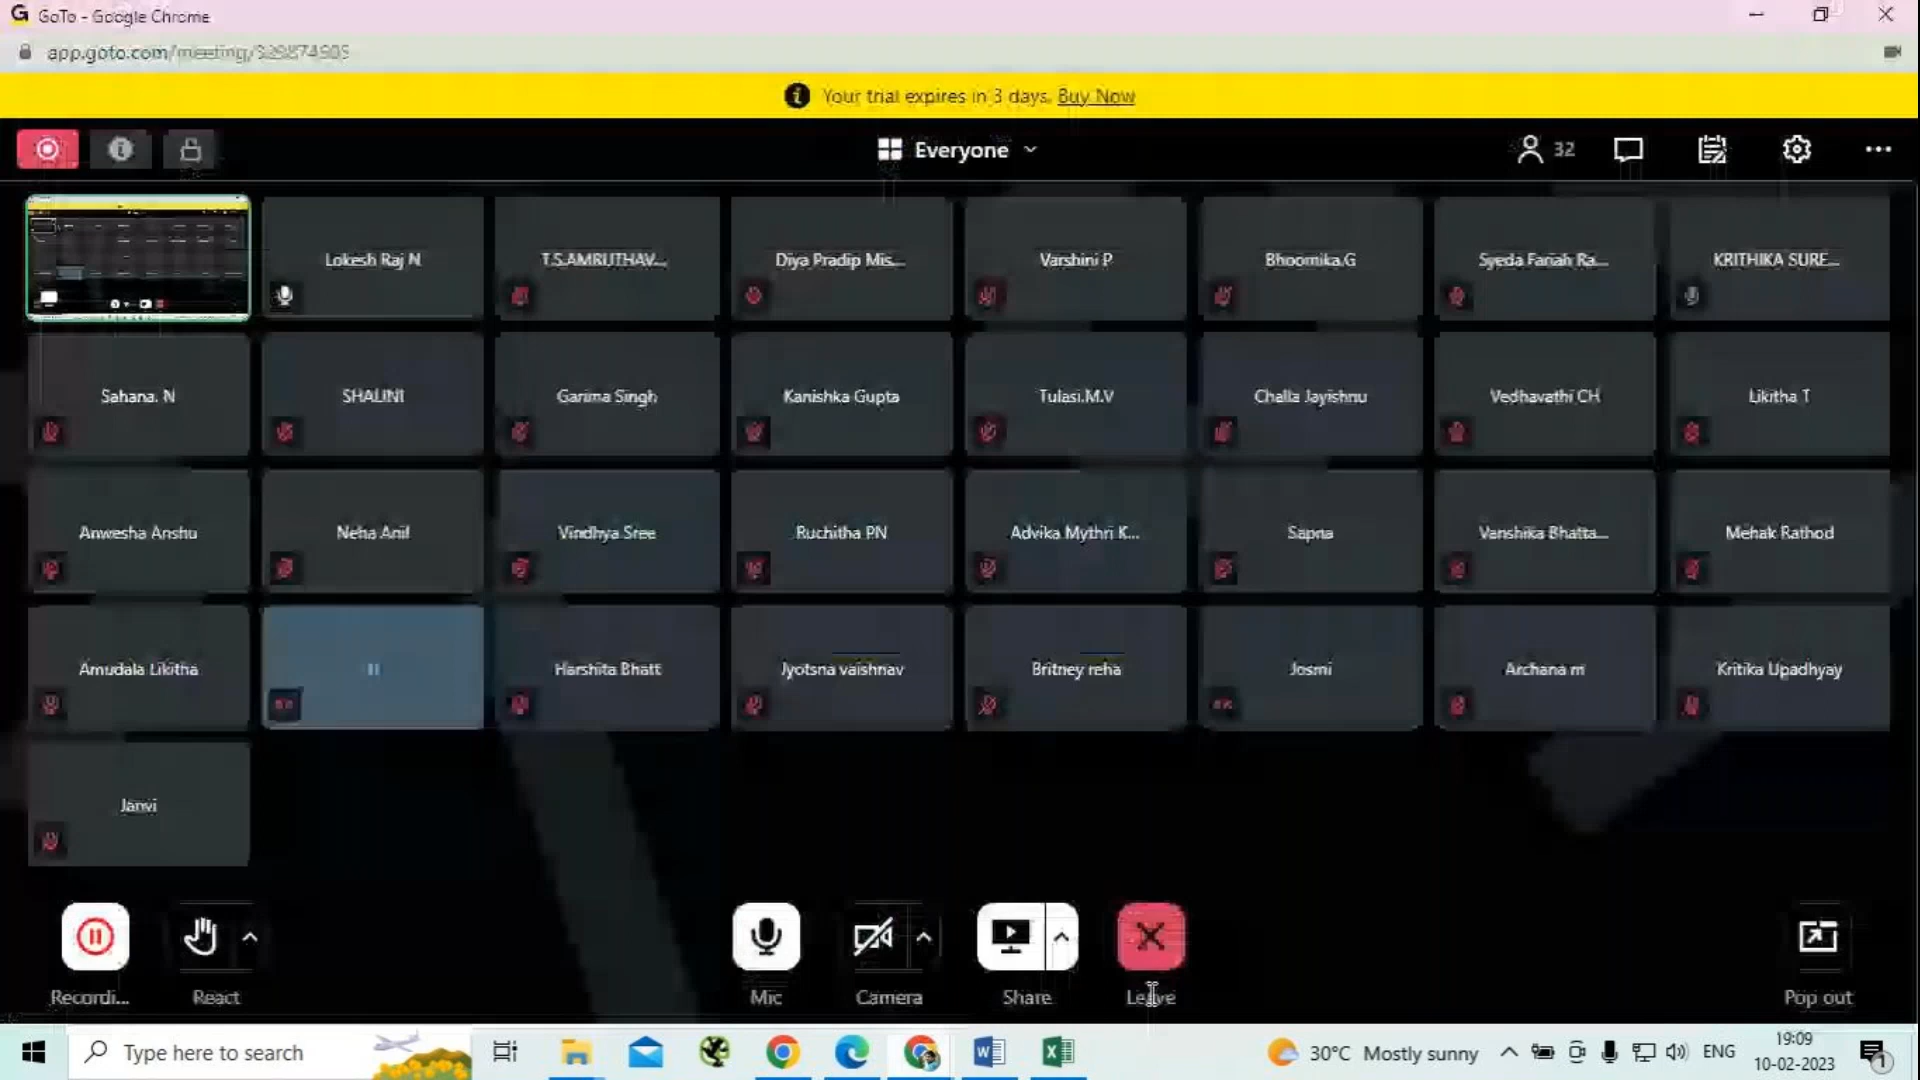 GoTo - Google Chrome
app.goto.com/meeting/
Your trial expires in 3 days. Buy Now
Everyone
32
Lokesh Raj N
T.S.AMRUTHAV...
Diya Pradip Mis...
Varshini P
Bhoomika.G
Syeda Fariah Ra...
KRITHIKA SURE...
Sahana. N
SHALINI
Garima Singh
Kanishka Gupta
Tulasi.M.V
Challa Jayishnu
Vedhavathi CH
Likitha T
Anwesha Anshu
Neha Anil
Vindhya Sree
Ruchitha PN
Advika Mythri K...
Sapna
Vanshika Bhatta...
Mehak Rathod
Amudala Likitha
Harshita Bhatt
Jyotsna vaishnav
Britney reha
Josmi
Archana m
Kritika Upadhyay
Janvi
Recordi...
React
Mic
Camera
Share
Leave
Pop out
Type here to search
30°C Mostly sunny
ENG
19:09
10-02-2023
1